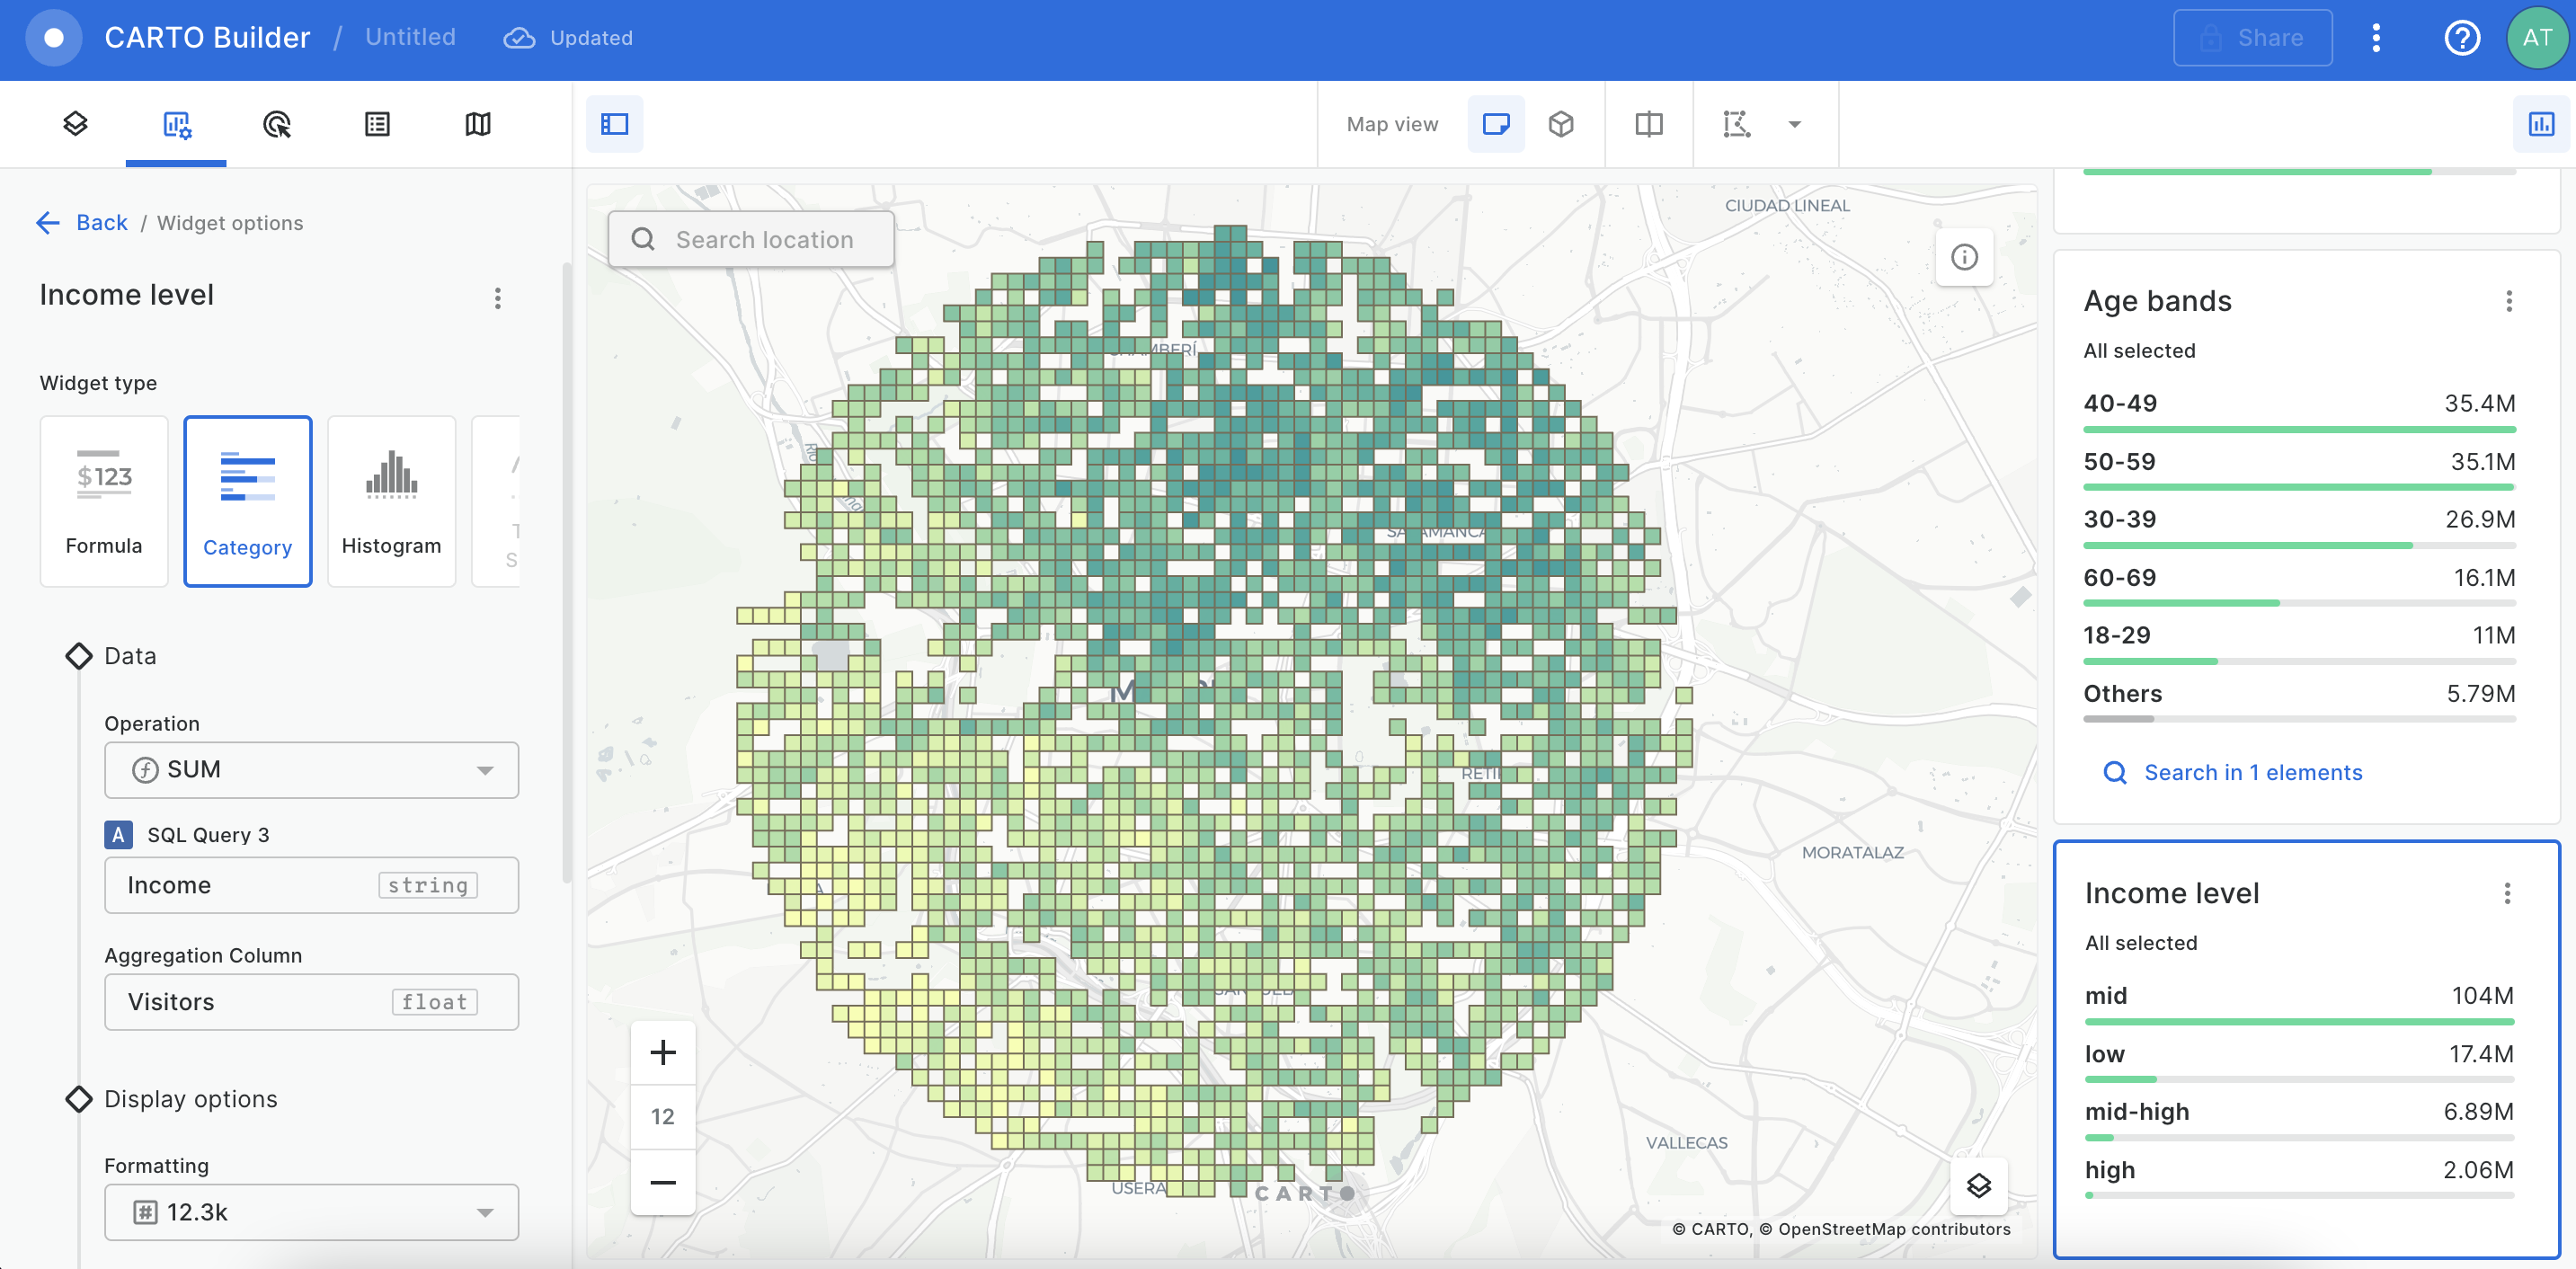 CARTO Builder / Untitled Updated Share AT
Map view
Back / Widget options
Income level
Widget type
$123
Formula
Category
Histogram
Data
Operation
SUM
A SQL Query 3
Income string
Aggregation Column
Visitors float
Display options
Formatting
12.3k
Search location
CIUDAD LINEAL
SALAMANCA
MORATALAZ
VALLECAS
USERA
+
12
−
CARTO
© CARTO, © OpenStreetMap contributors
Age bands
All selected
40-49 35.4M
50-59 35.1M
30-39 26.9M
60-69 16.1M
18-29 11M
Others 5.79M
Search in 1 elements
Income level
All selected
mid 104M
low 17.4M
mid-high 6.89M
high 2.06M